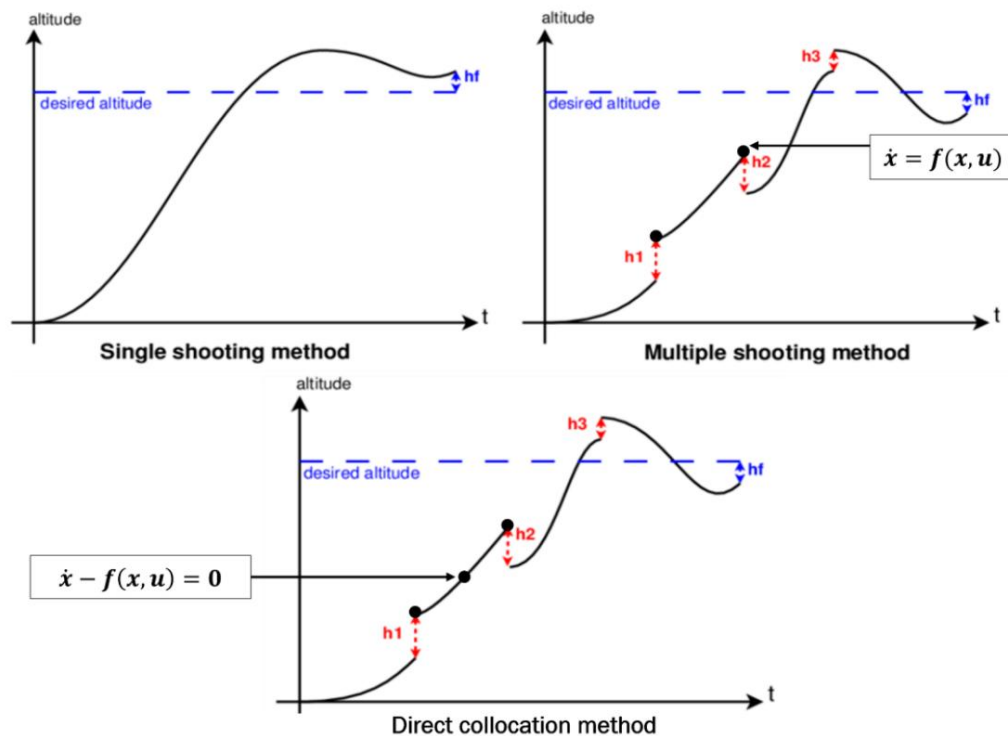 altitude
hf
desired altitude
t
Single shooting method
altitude
h3
desired altitude
hf
h2
ẋ = f(x, u)
h1
t
Multiple shooting method
altitude
h3
desired altitude
hf
h2
ẋ − f(x, u) = 0
h1
t
Direct collocation method